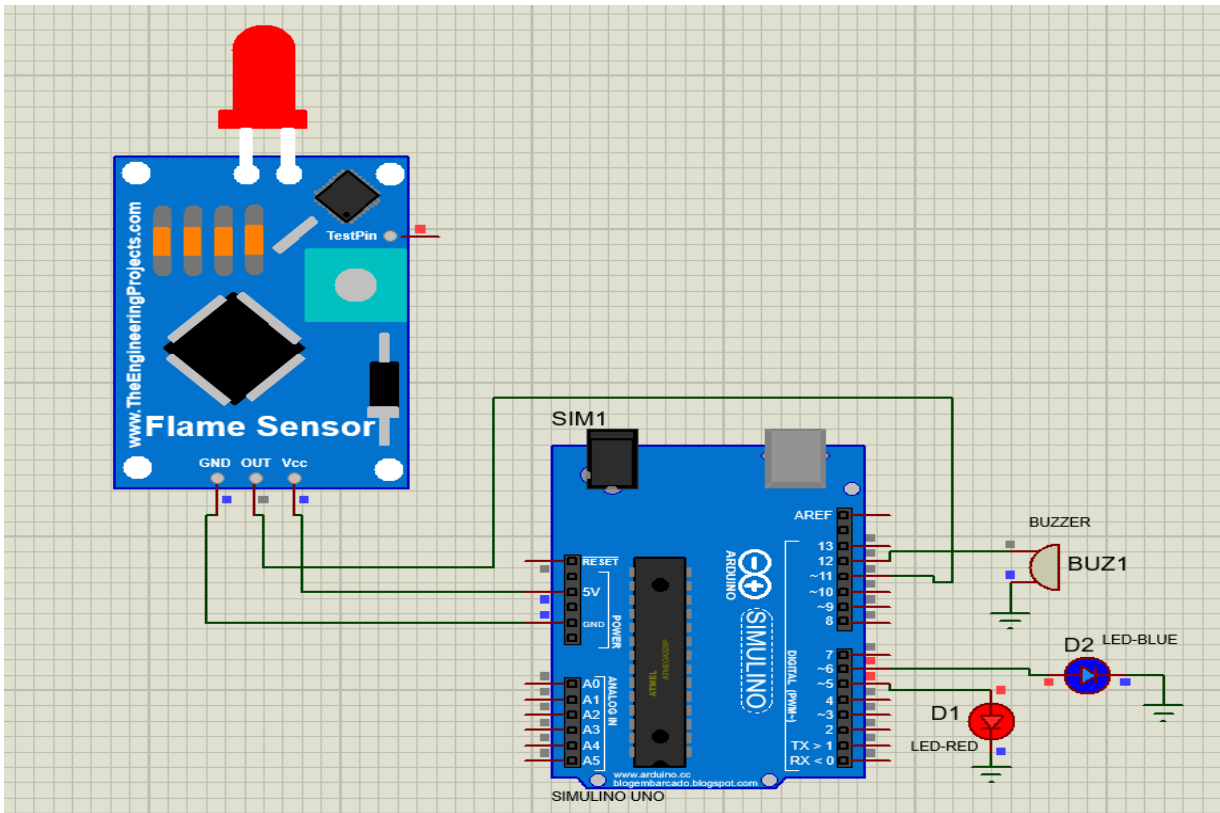 www.TheEngineeringProjects.com
TestPin
Flame Sensor
GND OUT Vcc
SIM1
AREF
RESET
5V
GND
POWER
13
12
~11
~10
~9
8
ARDUINO
SIMULINO
7
~6
~5
4
~3
2
TX > 1
RX < 0
DIGITAL (PWM~)
A0
A1
A2
A3
A4
A5
ANALOG IN
ATMEL
ATMEGA328P
www.arduino.cc
blogembarcado.blogspot.com
SIMULINO UNO
BUZZER
BUZ1
D2 LED-BLUE
D1
LED-RED